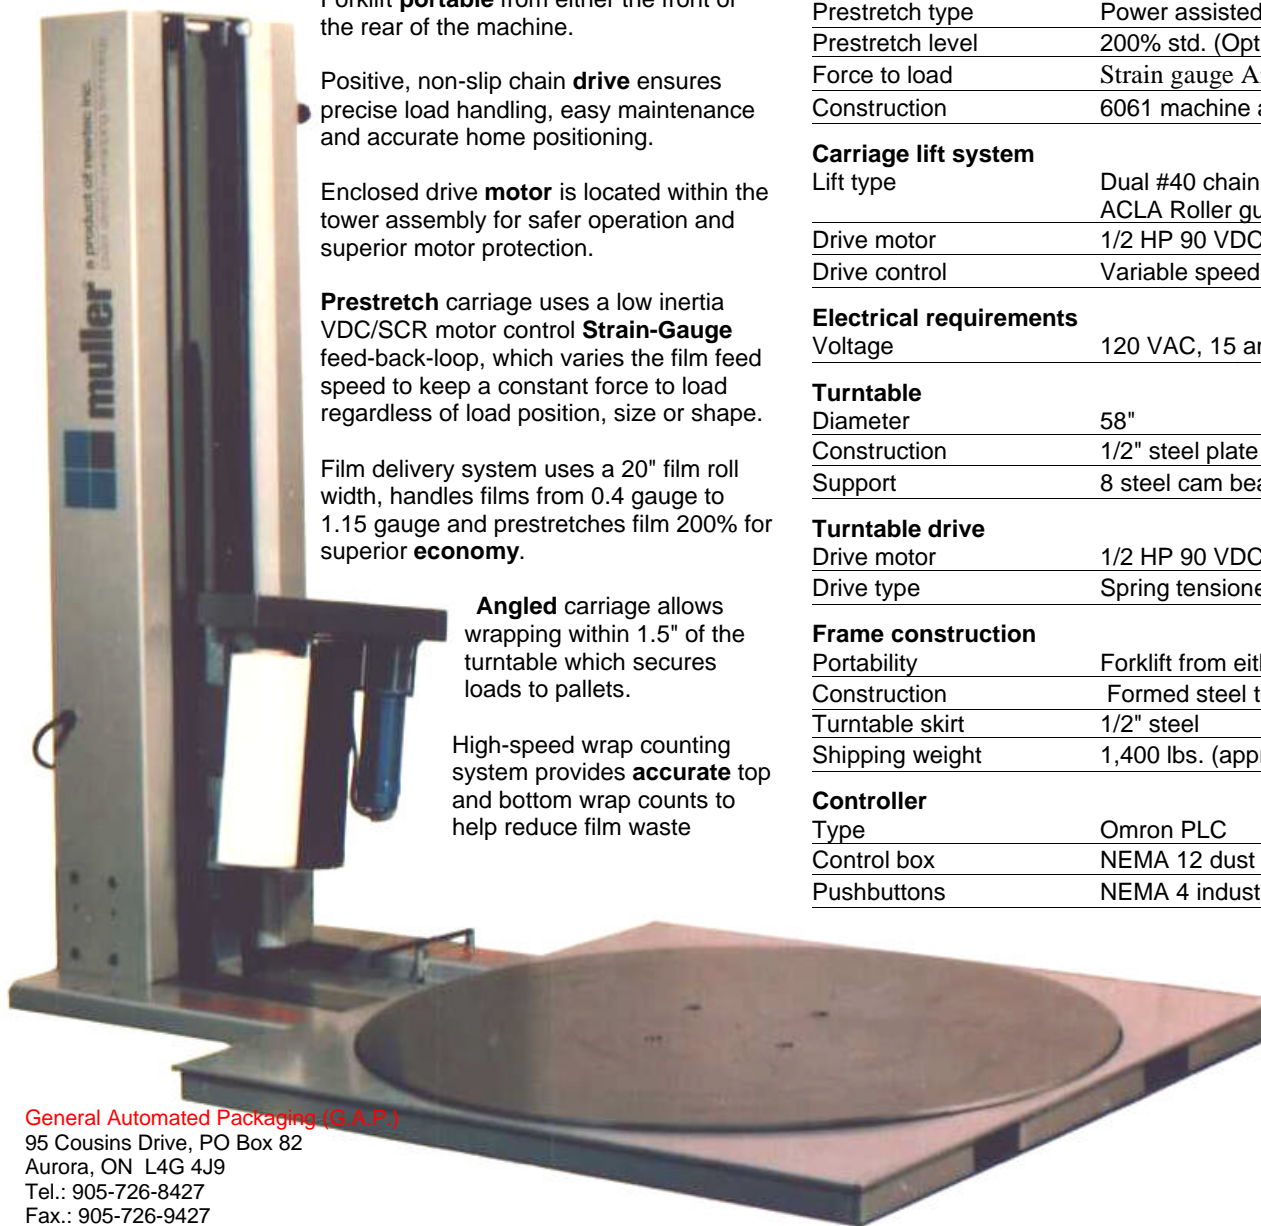 Forklift portable from either the front or
the rear of the machine.
Positive, non-slip chain drive ensures
precise load handling, easy maintenance
and accurate home positioning.
Enclosed drive motor is located within the
tower assembly for safer operation and
superior motor protection.
Prestretch carriage uses a low inertia
VDC/SCR motor control Strain-Gauge
feed-back-loop, which varies the film feed
speed to keep a constant force to load
regardless of load position, size or shape.
Film delivery system uses a 20" film roll
width, handles films from 0.4 gauge to
1.15 gauge and prestretches film 200% for
superior economy.
Angled carriage allows
wrapping within 1.5" of the
turntable which secures
loads to pallets.
High-speed wrap counting
system provides accurate top
and bottom wrap counts to
help reduce film waste
Prestretch type Power assisted
Prestretch level 200% std. (Opt
Force to load Strain gauge A
Construction 6061 machine a
Carriage lift system
Lift type Dual #40 chain
ACLA Roller gu
Drive motor 1/2 HP 90 VDC
Drive control Variable speed
Electrical requirements
Voltage 120 VAC, 15 a
Turntable
Diameter 58"
Construction 1/2" steel plate
Support 8 steel cam bea
Turntable drive
Drive motor 1/2 HP 90 VDC
Drive type Spring tensione
Frame construction
Portability Forklift from eit
Construction Formed steel t
Turntable skirt 1/2" steel
Shipping weight 1,400 lbs. (app
Controller
Type Omron PLC
Control box NEMA 12 dust
Pushbuttons NEMA 4 indust
muller a product of newtec inc.
General Automated Packaging (G.A.P.)
95 Cousins Drive, PO Box 82
Aurora, ON L4G 4J9
Tel.: 905-726-8427
Fax.: 905-726-9427